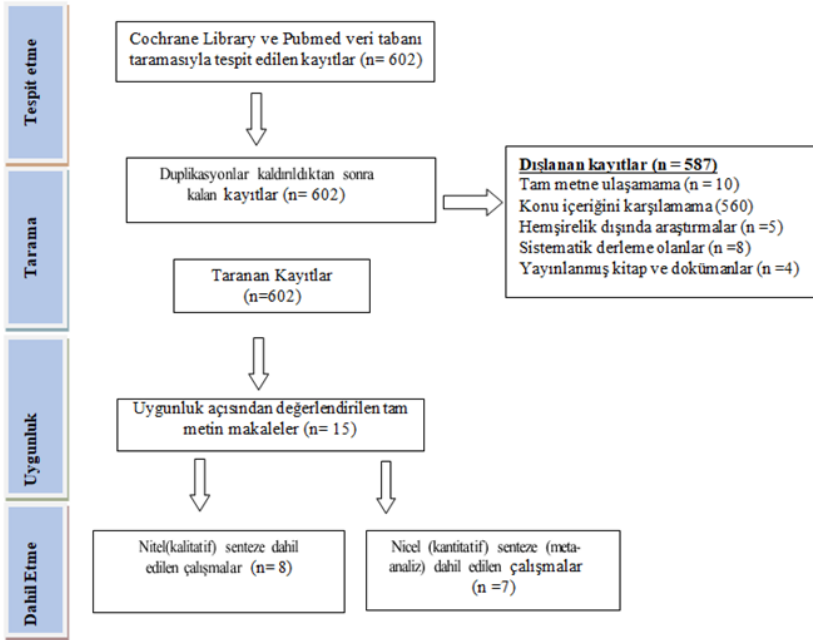 Tespit etme
Cochrane Library ve Pubmed veri tabanı
taramasıyla tespit edilen kayıtlar (n= 602)
Tarama
Duplikasyonlar kaldırıldıktan sonra
kalan kayıtlar (n= 602)
Dışlanan kayıtlar (n = 587)
Tam metne ulaşamama (n = 10)
Konu içeriğini karşılamama (560)
Hemşirelik dışında araştırmalar (n =5)
Sistematik derleme olanlar (n =8)
Yayınlanmış kitap ve dokümanlar (n =4)
Taranan Kayıtlar
(n=602)
Uygunluk
Uygunluk açısından değerlendirilen tam
metin makaleler (n= 15)
Dahil Etme
Nitel(kalitatif) senteze dahil
edilen çalışmalar (n= 8)
Nicel (kantitatif) senteze (meta-
analiz) dahil edilen çalışmalar
(n =7)